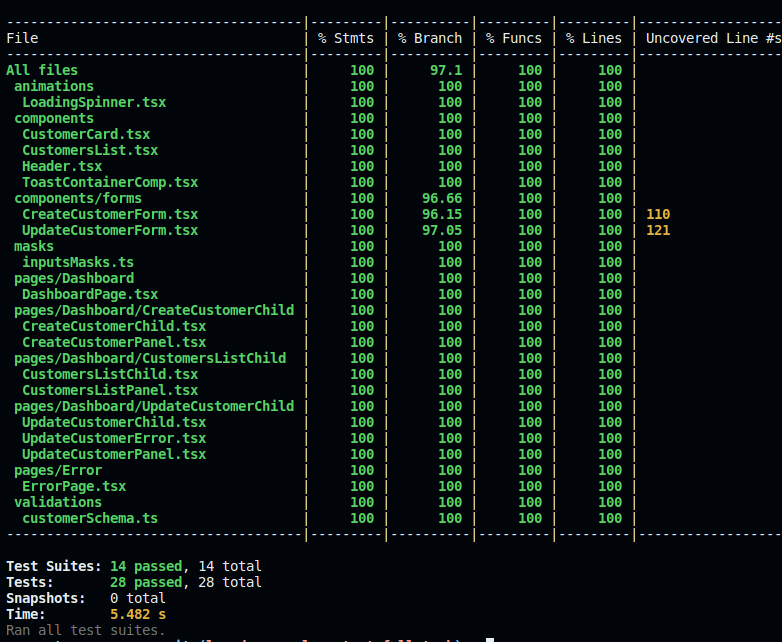 ------------------------------------|---------|----------|---------|---------|------------------
File | % Stmts | % Branch | % Funcs | % Lines | Uncovered Line #s
------------------------------------|---------|----------|---------|---------|------------------
All files | 100 | 97.1 | 100 | 100 |
animations | 100 | 100 | 100 | 100 |
LoadingSpinner.tsx | 100 | 100 | 100 | 100 |
components | 100 | 100 | 100 | 100 |
CustomerCard.tsx | 100 | 100 | 100 | 100 |
CustomersList.tsx | 100 | 100 | 100 | 100 |
Header.tsx | 100 | 100 | 100 | 100 |
ToastContainerComp.tsx | 100 | 100 | 100 | 100 |
components/forms | 100 | 96.66 | 100 | 100 |
CreateCustomerForm.tsx | 100 | 96.15 | 100 | 100 | 110
UpdateCustomerForm.tsx | 100 | 97.05 | 100 | 100 | 121
masks | 100 | 100 | 100 | 100 |
inputsMasks.ts | 100 | 100 | 100 | 100 |
pages/Dashboard | 100 | 100 | 100 | 100 |
DashboardPage.tsx | 100 | 100 | 100 | 100 |
pages/Dashboard/CreateCustomerChild | 100 | 100 | 100 | 100 |
CreateCustomerChild.tsx | 100 | 100 | 100 | 100 |
CreateCustomerPanel.tsx | 100 | 100 | 100 | 100 |
pages/Dashboard/CustomersListChild | 100 | 100 | 100 | 100 |
CustomersListChild.tsx | 100 | 100 | 100 | 100 |
CustomersListPanel.tsx | 100 | 100 | 100 | 100 |
pages/Dashboard/UpdateCustomerChild | 100 | 100 | 100 | 100 |
UpdateCustomerChild.tsx | 100 | 100 | 100 | 100 |
UpdateCustomerError.tsx | 100 | 100 | 100 | 100 |
UpdateCustomerPanel.tsx | 100 | 100 | 100 | 100 |
pages/Error | 100 | 100 | 100 | 100 |
ErrorPage.tsx | 100 | 100 | 100 | 100 |
validations | 100 | 100 | 100 | 100 |
customerSchema.ts | 100 | 100 | 100 | 100 |
------------------------------------|---------|----------|---------|---------|------------------
Test Suites: 14 passed, 14 total
Tests: 28 passed, 28 total
Snapshots: 0 total
Time: 5.482 s
Ran all test suites.